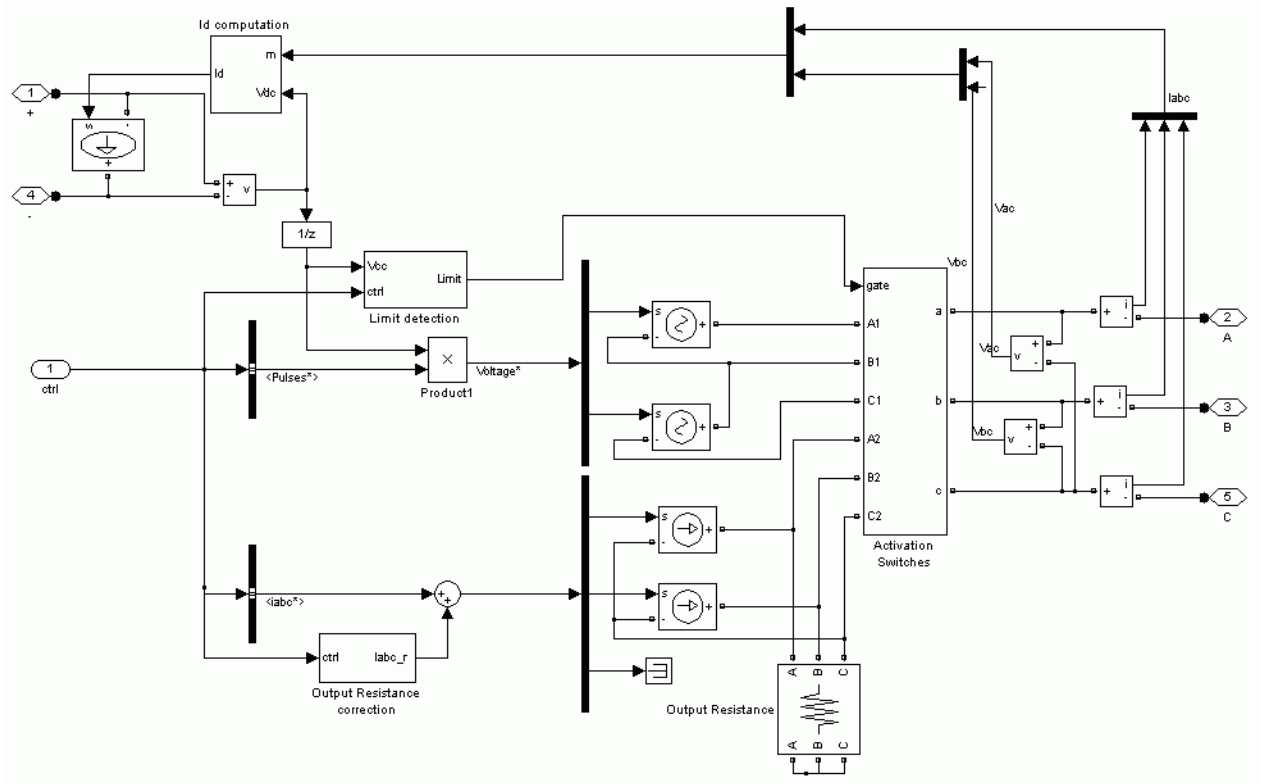 Id computation
m
Id
Vdc
1
+
s
-
+
4
-
+
-
v
1/z
Vcc
ctrl
Limit
Limit detection
1
ctrl
<Pulses*>
×
Product1
Voltage*
s
-
+
s
-
+
gate
A1
B1
C1
A2
B2
C2
a
b
c
Activation
Switches
Iabc
Vac
Vbc
Vac
v
+
-
Vbc
v
+
-
+
i
-
2
A
+
i
-
3
B
+
i
-
5
C
<iabc*>
+
+
ctrl
Iabc_r
Output Resistance
correction
s
-
+
s
-
+
Output Resistance
A
B
C
A
B
C